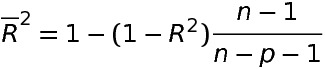 R̅² = 1 − (1 − R²) (n − 1)/(n − p − 1)